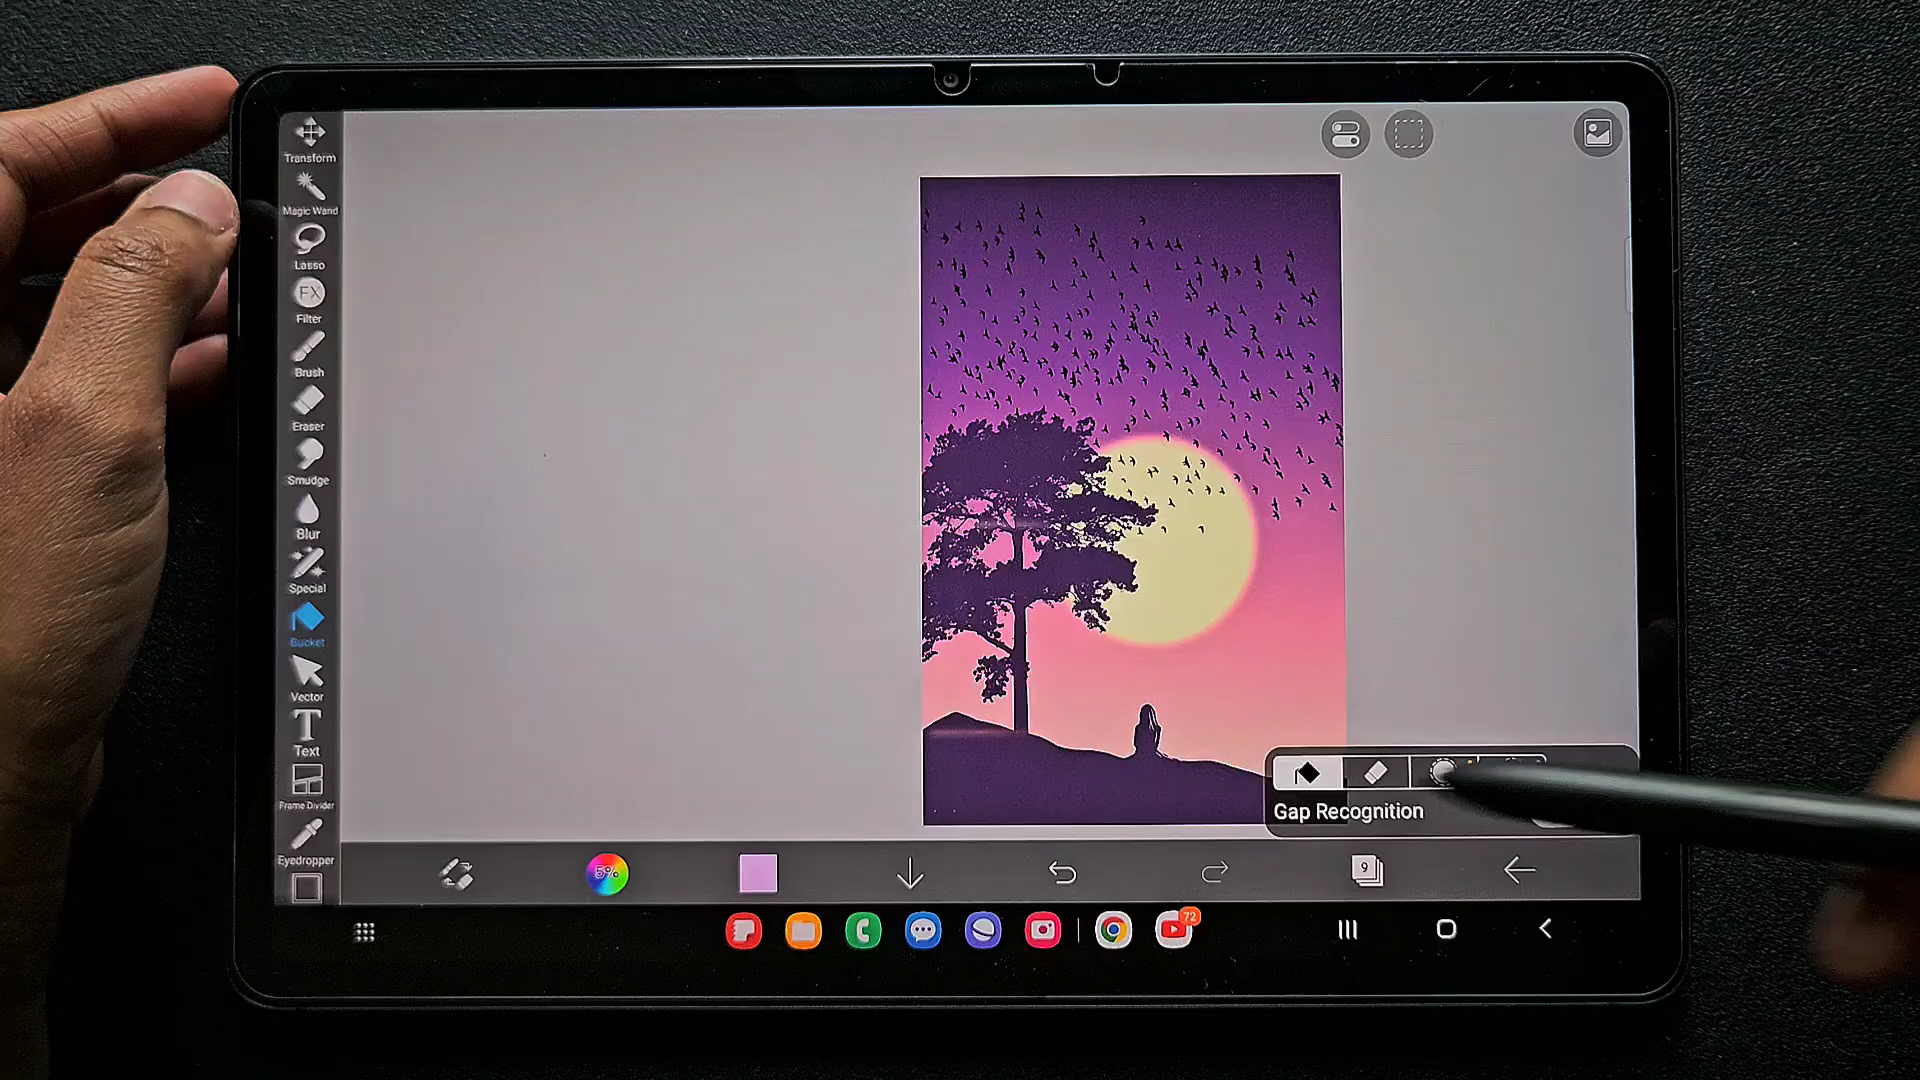 Transform
Magic Wand
Lasso
FX
Filter
Brush
Eraser
Smudge
Blur
Special
Bucket
Vector
T
Text
Frame Divider
Eyedropper
Gap Recognition
5%
9
72